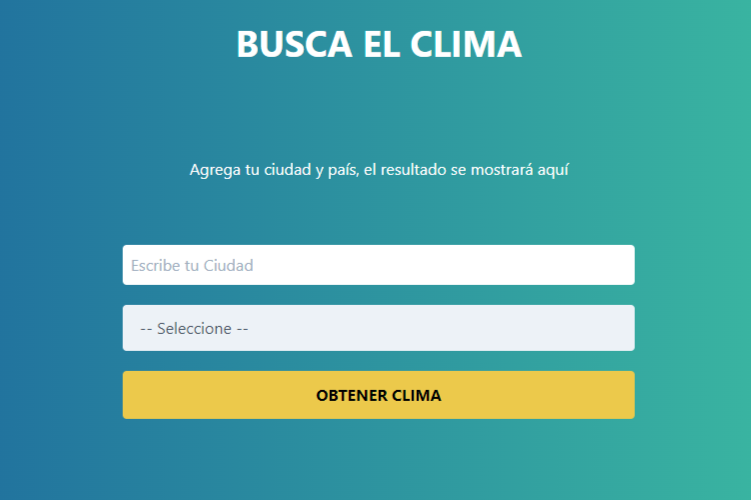 BUSCA EL CLIMA
Agrega tu ciudad y país, el resultado se mostrará aquí
Escribe tu Ciudad
-- Seleccione --
OBTENER CLIMA